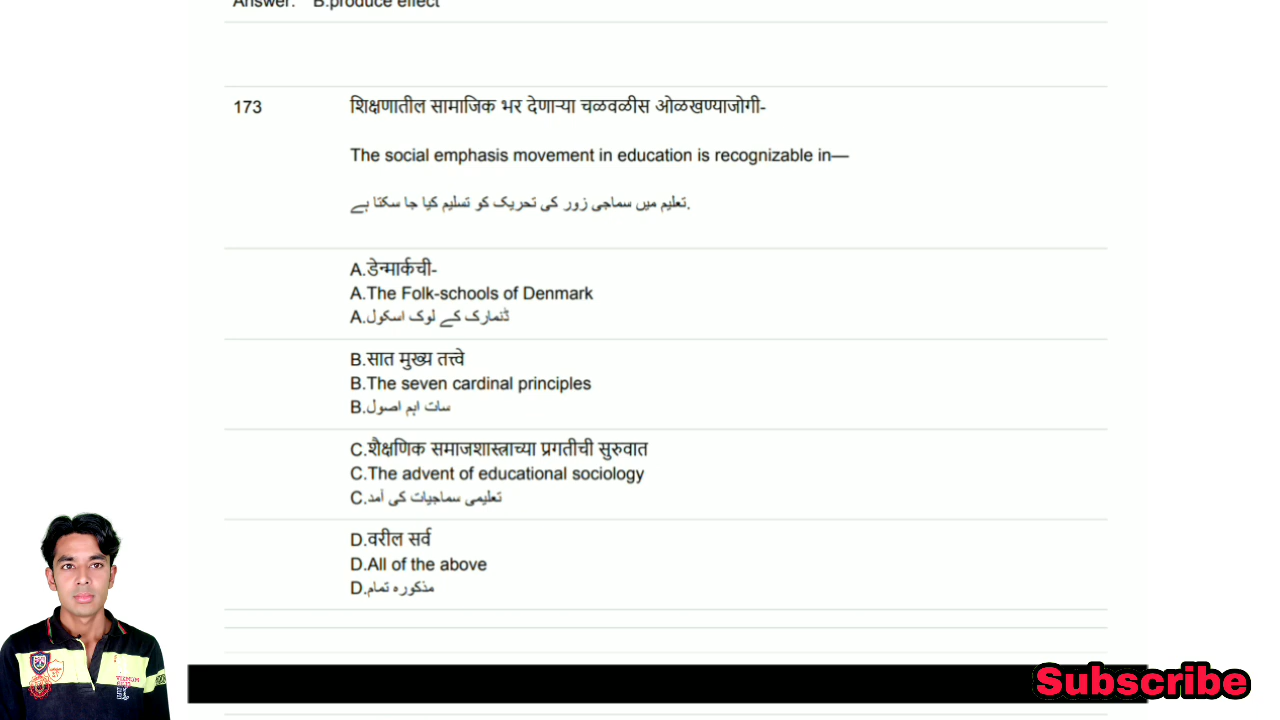 Answer: B.produce effect
173 शिक्षणातील सामाजिक भर देणाऱ्या चळवळीस ओळखण्याजोगी-
The social emphasis movement in education is recognizable in—
تعلیم میں سماجی زور کی تحریک کو تسلیم کیا جا سکتا ہے.
A.डेन्मार्कची-
A.The Folk-schools of Denmark
A.ڈنمارک کے لوک اسکول
B.सात मुख्य तत्त्वे
B.The seven cardinal principles
B.سات اہم اصول
C.शैक्षणिक समाजशास्त्राच्या प्रगतीची सुरुवात
C.The advent of educational sociology
C.تعلیمی سماجیات کی آمد
D.वरील सर्व
D.All of the above
D.مذکورہ تمام
Subscribe